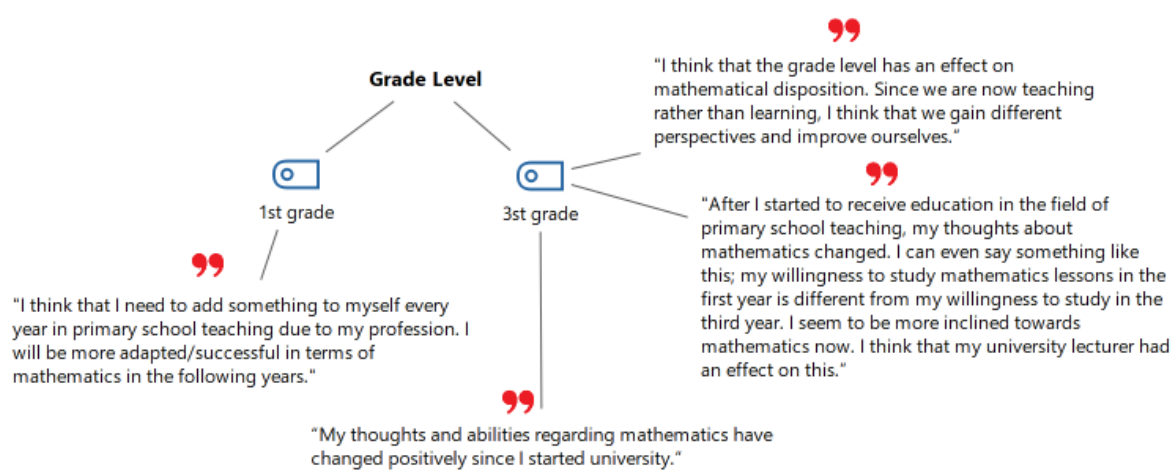 Grade Level
1st grade
3st grade
"I think that the grade level has an effect on
mathematical disposition. Since we are now teaching
rather than learning, I think that we gain different
perspectives and improve ourselves.“
"After I started to receive education in the field of
primary school teaching, my thoughts about
mathematics changed. I can even say something like
this; my willingness to study mathematics lessons in the
first year is different from my willingness to study in the
third year. I seem to be more inclined towards
mathematics now. I think that my university lecturer had
an effect on this.”
"I think that I need to add something to myself every
year in primary school teaching due to my profession. I
will be more adapted/successful in terms of
mathematics in the following years."
“My thoughts and abilities regarding mathematics have
changed positively since I started university.“